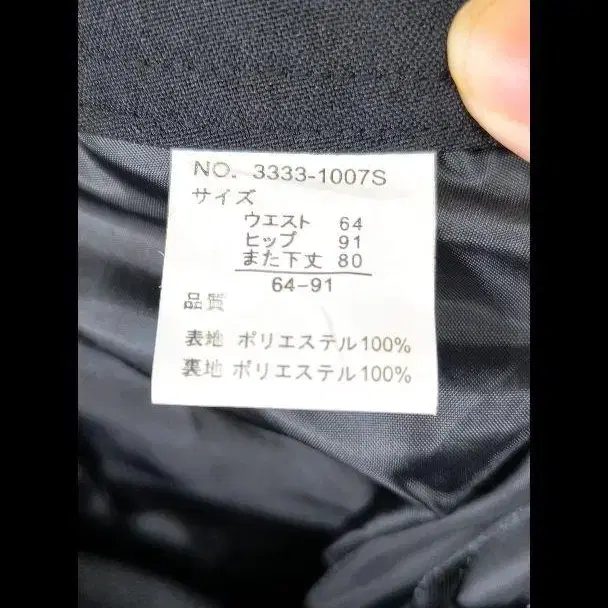 NO. 3333-1007S
サイズ
ウエスト 64
ヒップ 91
また下丈 80
64-91
品質
表地 ポリエステル100%
裏地 ポリエステル100%